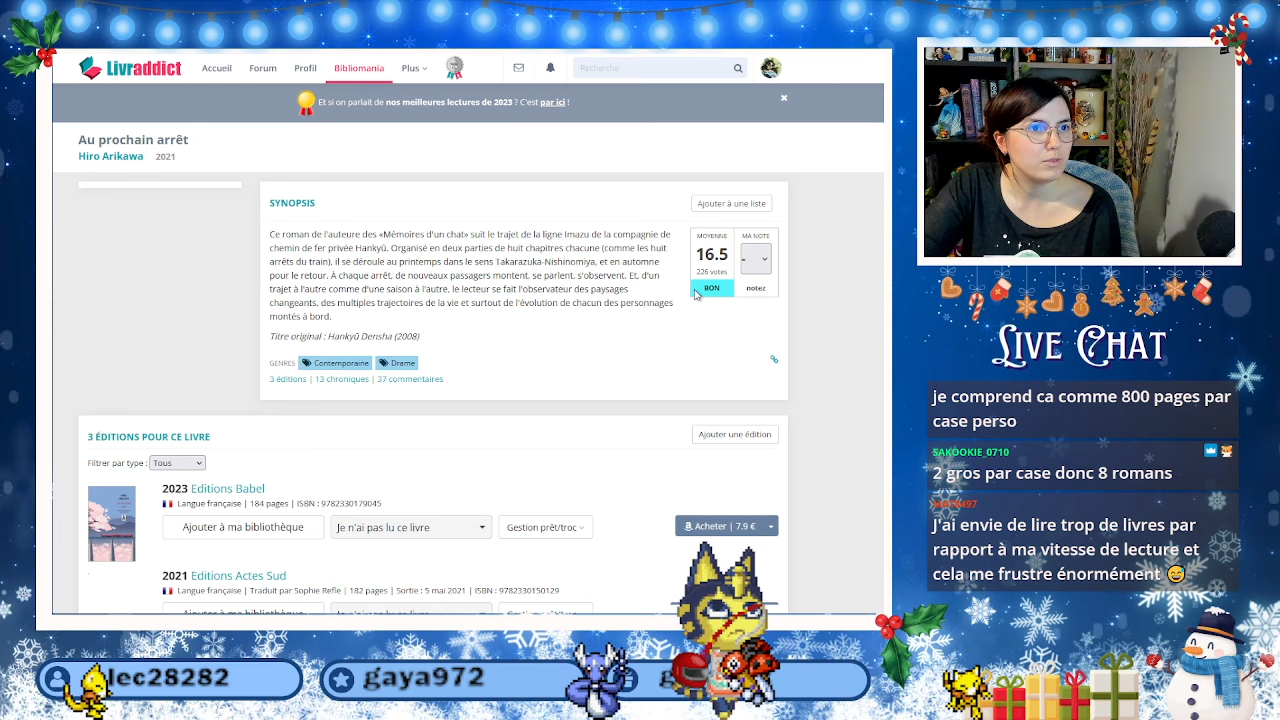 Livraddict
Accueil Forum Profil Bibliomania Plus Recherche
Et si on parlait de nos meilleures lectures de 2023 ? C'est par ici !
Au prochain arrêt
Hiro Arikawa 2021
SYNOPSIS
Ajouter à une liste
Ce roman de l'auteure des «Mémoires d'un chat» suit le trajet de la ligne Imazu de la compagnie de
chemin de fer privée Hankyū. Organisé en deux parties de huit chapitres chacune (comme les huit
arrêts du train), il se déroule au printemps dans le sens Takarazuka-Nishinomiya, et en automne
pour le retour. À chaque arrêt, de nouveaux passagers montent, se parlent, s'observent. Et, d'un
trajet à l'autre comme d'une saison à l'autre, le lecteur se fait l'observateur des paysages
changeants, des multiples trajectoires de la vie et surtout de l'évolution de chacun des personnages
montés à bord.
Titre original : Hankyū Densha (2008)
MOYENNE MA NOTE
16.5 -
226 votes
BON notez
GENRES Contemporaine Drame
3 éditions | 13 chroniques | 37 commentaires
3 ÉDITIONS POUR CE LIVRE
Ajouter une édition
Filtrer par type : Tous
2023 Editions Babel
Langue française | 184 pages | ISBN : 9782330179045
Ajouter à ma bibliothèque Je n'ai pas lu ce livre Gestion prêt/troc Acheter | 7.9 €
2021 Editions Actes Sud
Langue française | Traduit par Sophie Refle | 182 pages | Sortie : 5 mai 2021 | ISBN : 9782330150129
LIVE CHAT
je comprend ca comme 800 pages par
case perso
SAKOOKIE_0710
2 gros par case donc 8 romans
J'ai envie de lire trop de livres par
rapport à ma vitesse de lecture et
cela me frustre énormément
lec28282
gaya972